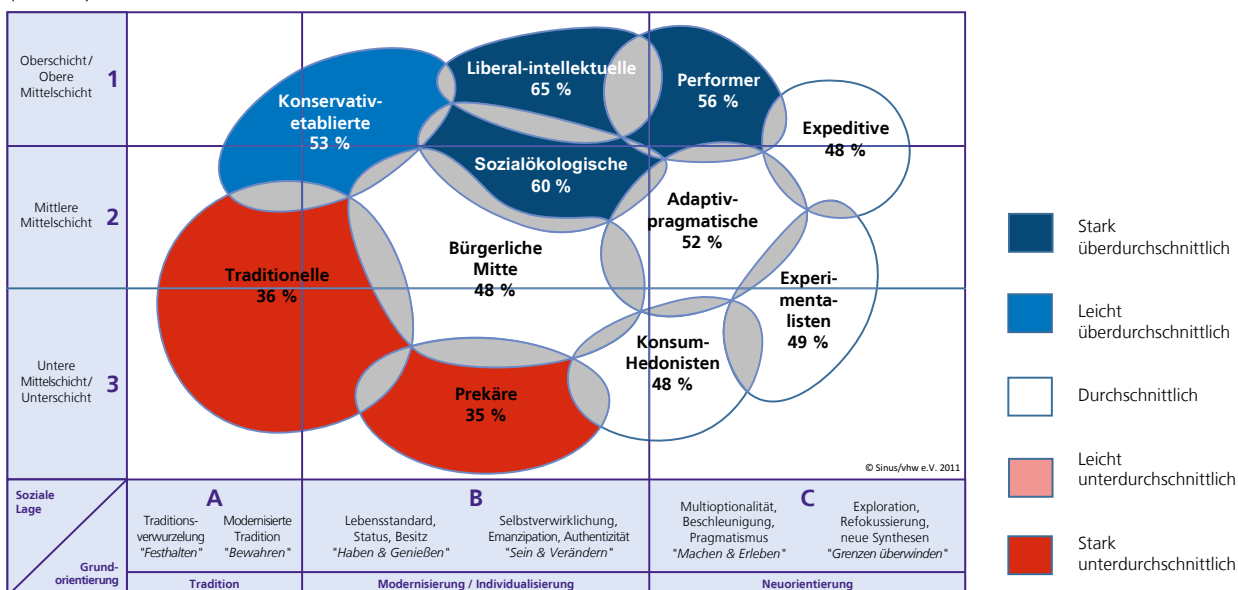 Oberschicht/
Obere
Mittelschicht
1
Liberal-intellektuelle
65 %
Performer
56 %
Konservativ-
etablierte
53 %
Expeditive
48 %
Sozialökologische
60 %
Mittlere
Mittelschicht
2
Adaptiv-
pragmatische
52 %
Bürgerliche
Mitte
48 %
Traditionelle
36 %
Experi-
menta-
listen
49 %
Untere
Mittelschicht/
Unterschicht
3
Konsum-
Hedonisten
48 %
Prekäre
35 %
© Sinus/vhw e.V. 2011
Soziale
Lage
Grund-
orientierung
A
Traditions-
verwurzelung
"Festhalten"
Modernisierte
Tradition
"Bewahren"
B
Lebensstandard,
Status, Besitz
"Haben & Genießen"
Selbstverwirklichung,
Emanzipation, Authentizität
"Sein & Verändern"
C
Multioptionalität,
Beschleunigung,
Pragmatismus
"Machen & Erleben"
Exploration,
Refokussierung,
neue Synthesen
"Grenzen überwinden"
Tradition
Modernisierung / Individualisierung
Neuorientierung
Stark
überdurchschnittlich
Leicht
überdurchschnittlich
Durchschnittlich
Leicht
unterdurchschnittlich
Stark
unterdurchschnittlich